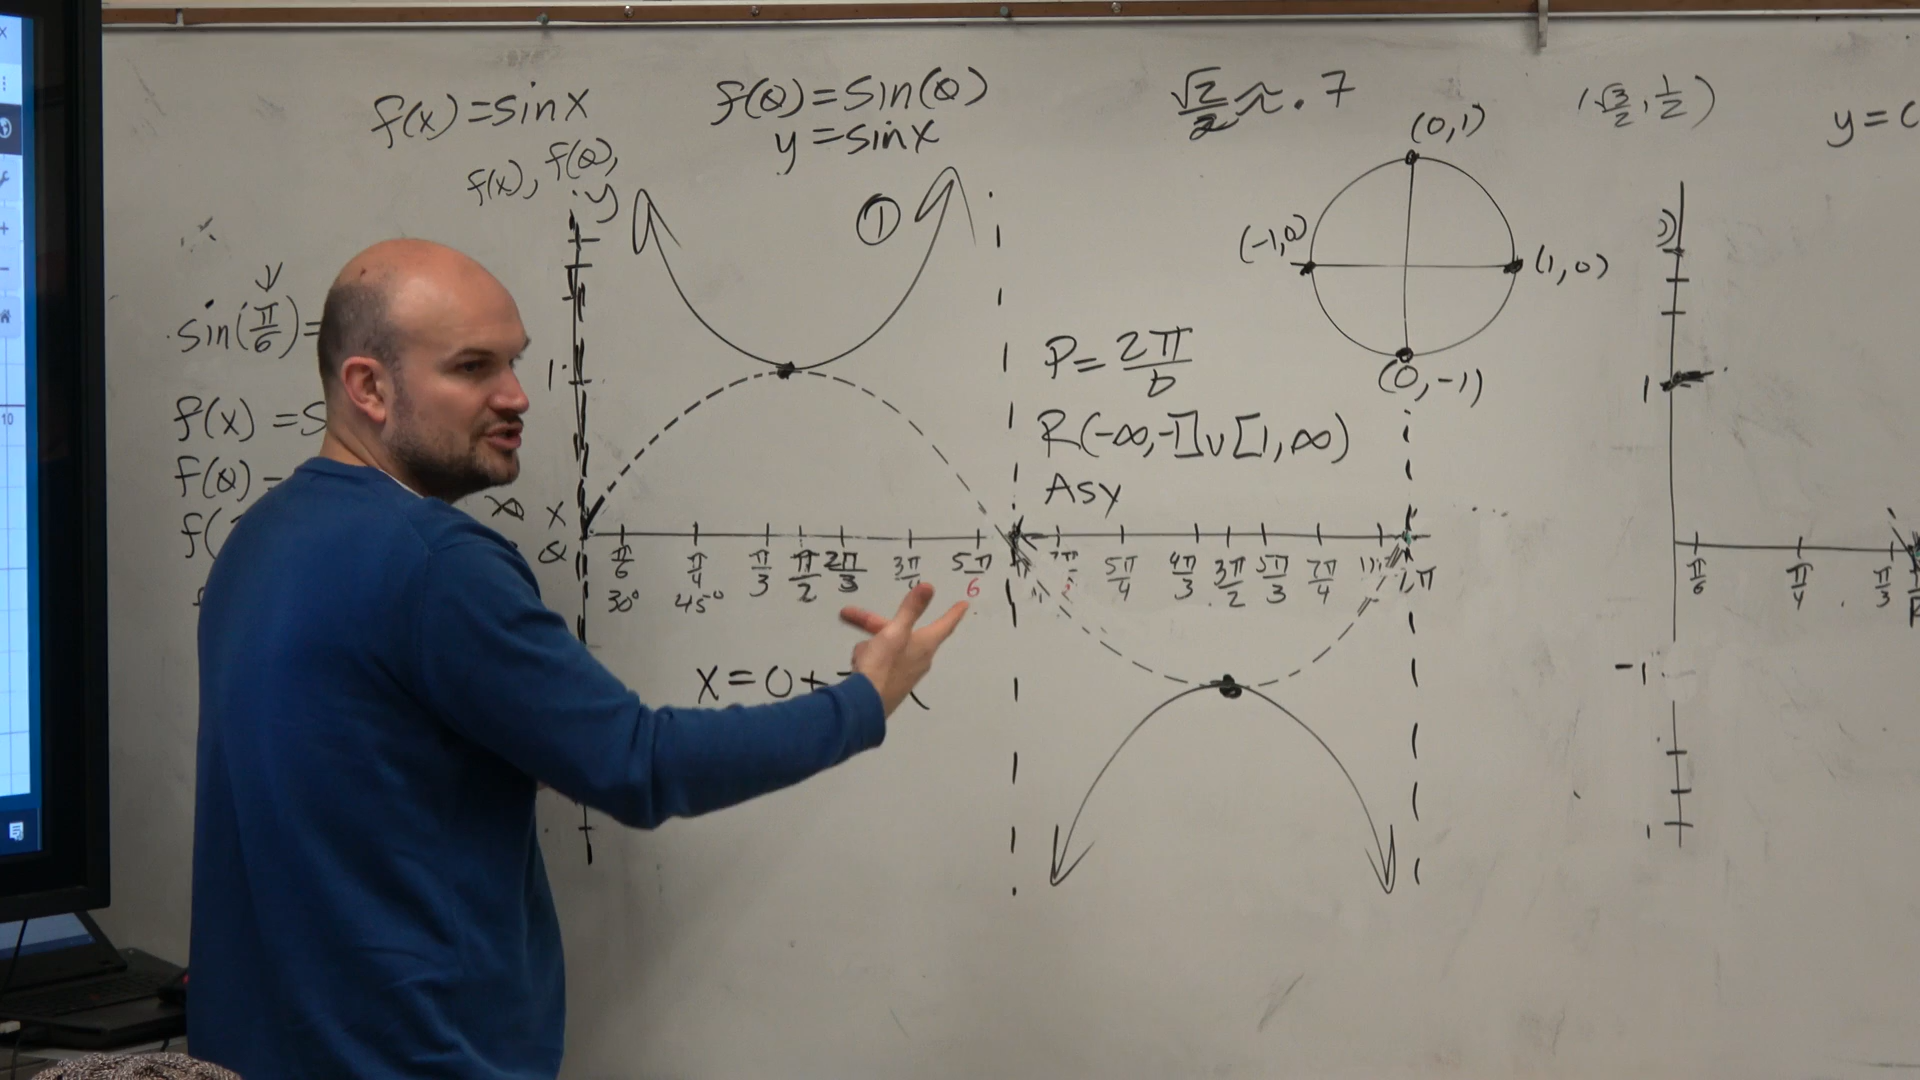 f(x) = sin x
f(θ) = sin(θ)
y = sin x
√2/2 ≈ .7
(√3/2, 1/2)
f(x), f(θ),
y
①
(0,1)
(-1,0)
(1,0)
(0,-1)
sin(π/6) =
1
P = 2π/b
R (-∞,-1] ∪ [1,∞)
Asy
f(x) = S
f(θ) =
f(
x
θ
π/6 π/4 π/3 π/2 2π/3 3π/4 5π/6 π 5π/4 4π/3 3π/2 5π/3 7π/4
30° 45°
x = 0 +
y =
1
π/6 π/4 π/3
-1
10